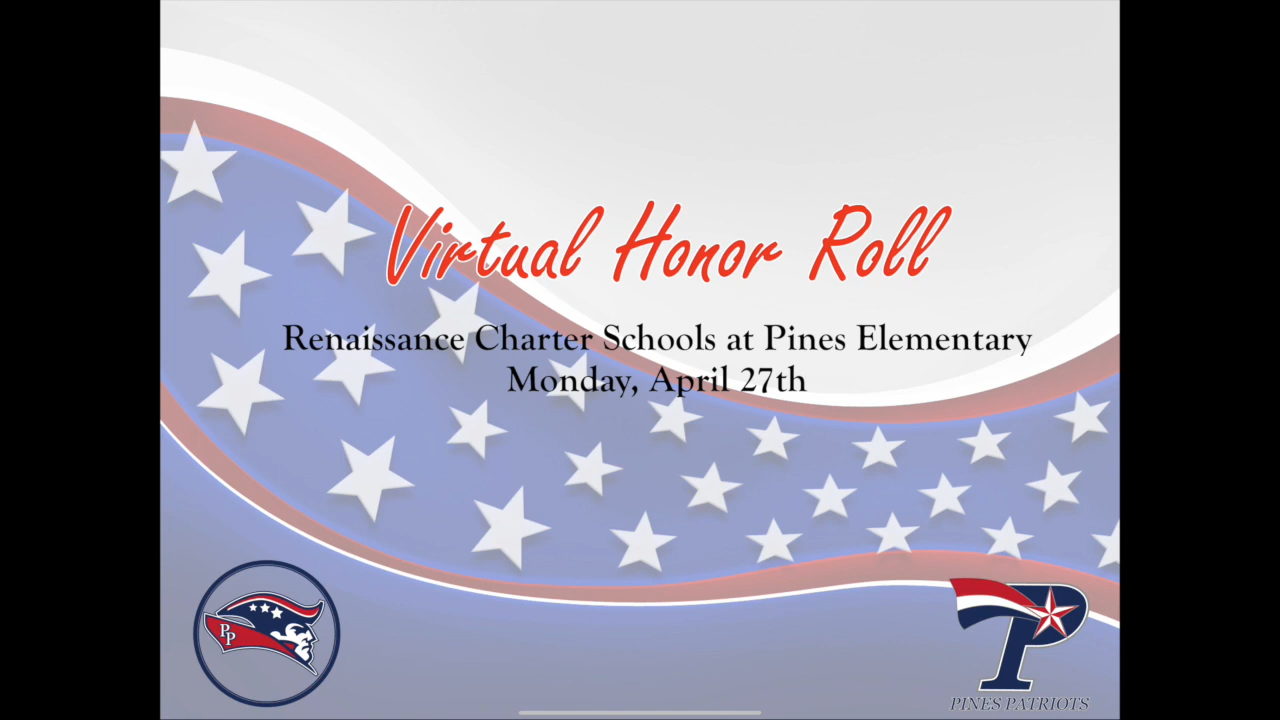 Virtual Honor Roll
Renaissance Charter Schools at Pines Elementary
Monday, April 27th
PP
P
PINES PATRIOTS